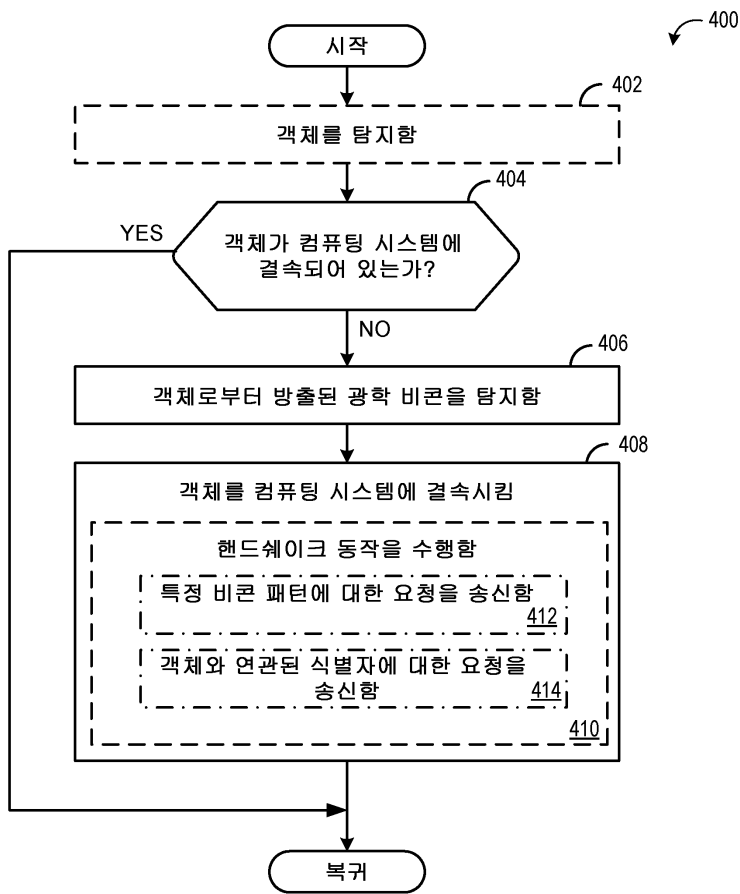 400
시작
402
객체를 탐지함
404
YES
객체가 컴퓨팅 시스템에
결속되어 있는가?
NO
406
객체로부터 방출된 광학 비콘을 탐지함
408
객체를 컴퓨팅 시스템에 결속시킴
핸드쉐이크 동작을 수행함
특정 비콘 패턴에 대한 요청을 송신함
412
객체와 연관된 식별자에 대한 요청을
송신함
414
410
복귀